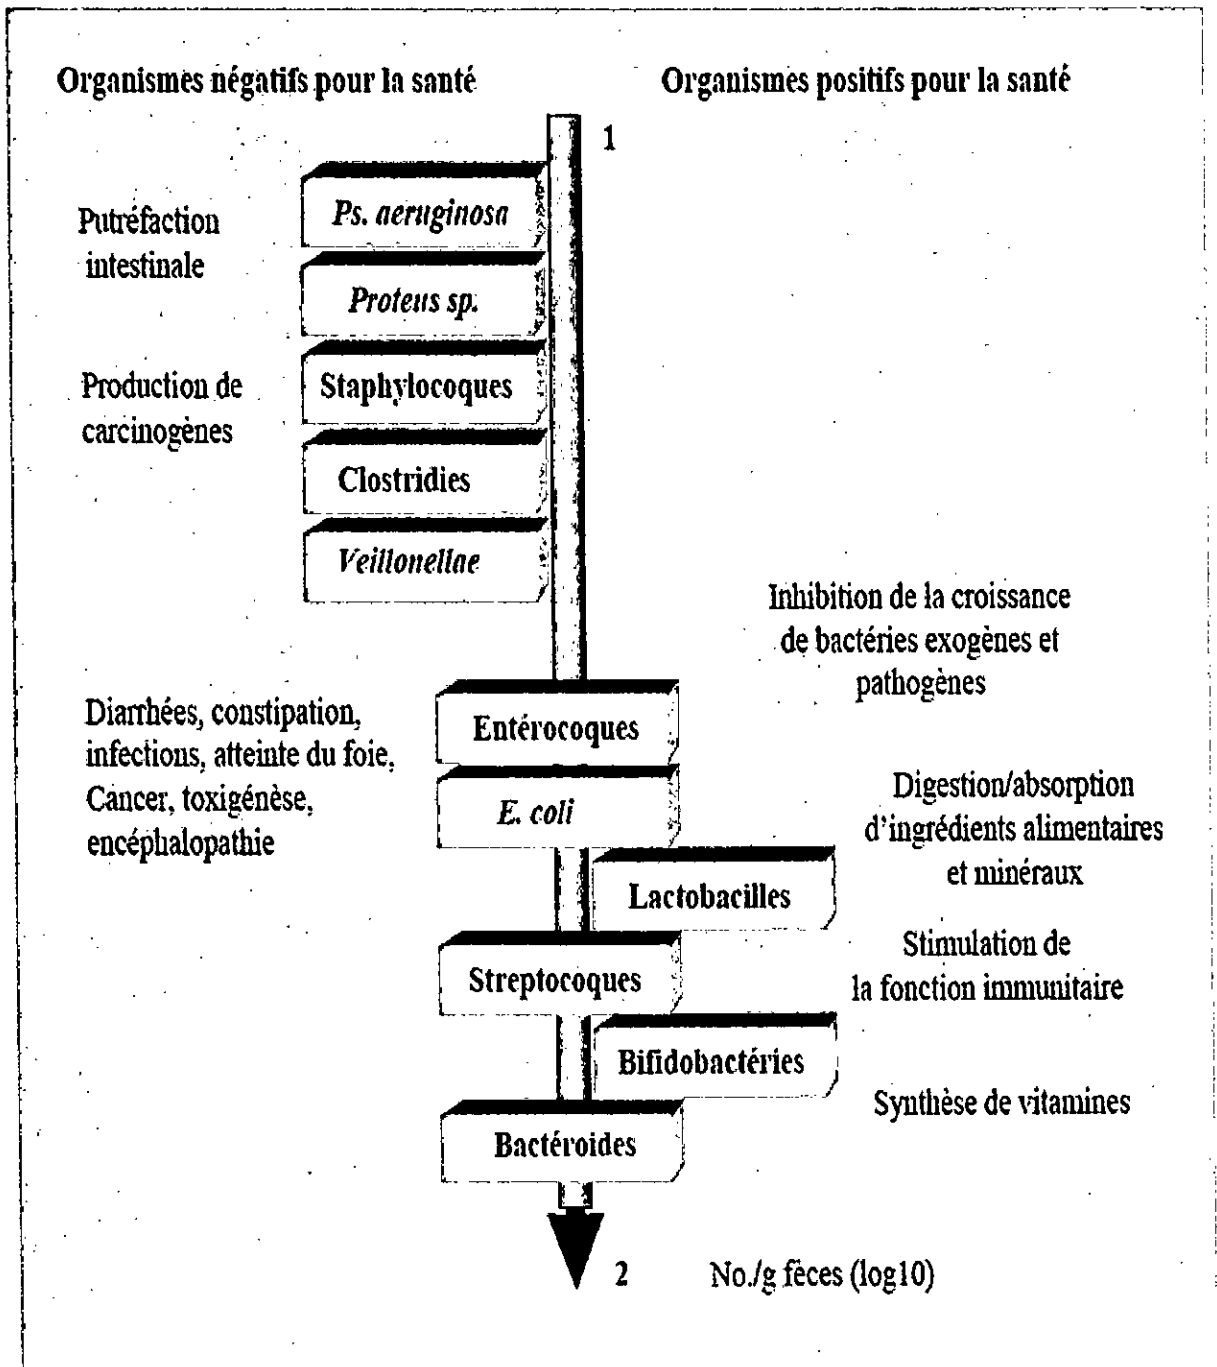 Organismes négatifs pour la santé
Organismes positifs pour la santé
1
Ps. aeruginosa
Putréfaction
intestinale
Proteus sp.
Staphylocoques
Production de
carcinogènes
Clostridies
Veillonellae
Inhibition de la croissance
de bactéries exogènes et
pathogènes
Diarrhées, constipation,
infections, atteinte du foie,
Cancer, toxigénèse,
encéphalopathie
Entérocoques
E. coli
Digestion/absorption
d'ingrédients alimentaires
et minéraux
Lactobacilles
Stimulation de
la fonction immunitaire
Streptocoques
Bifidobactéries
Synthèse de vitamines
Bactéroides
2
No./g fèces (log10)